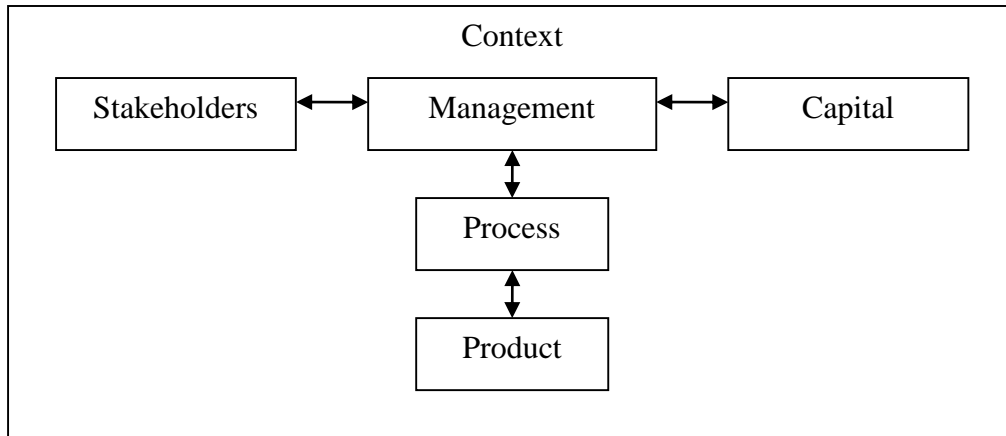 Context
Stakeholders
Management
Capital
Process
Product